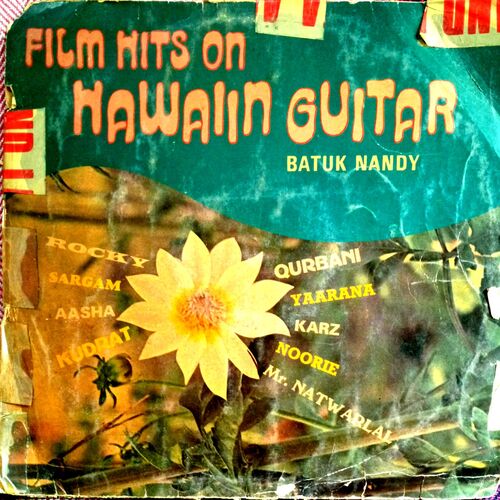 FILM HITS ON
HAWAIIN GUITAR
BATUK NANDY
ROCKY
SARGAM
AASHA
KUDRAT
QURBANI
YAARANA
KARZ
NOORIE
Mr. NATWARLAL